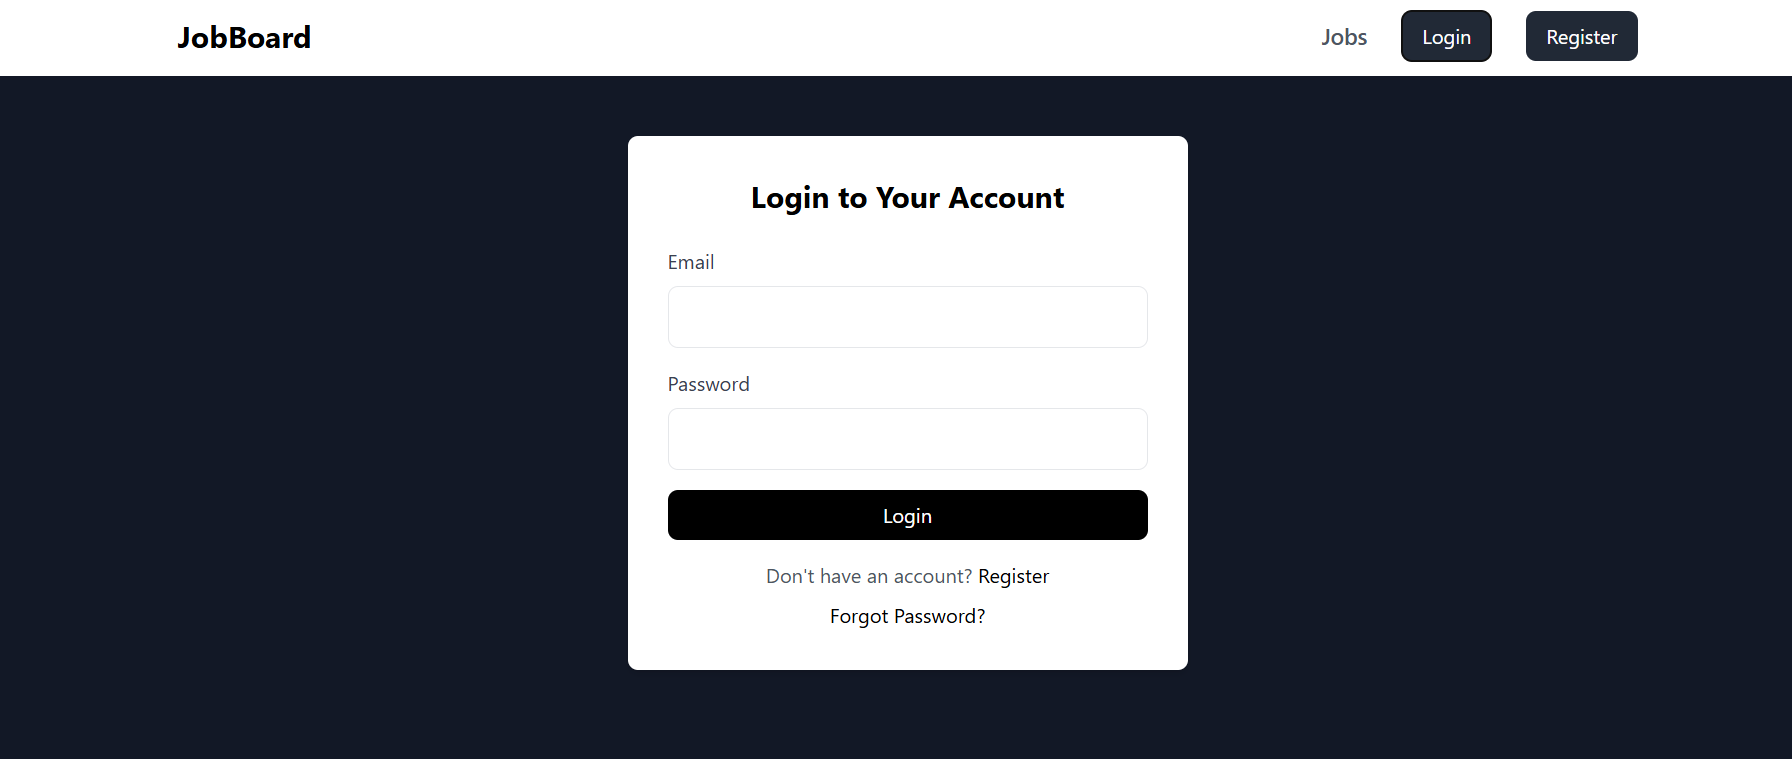 JobBoard Jobs Login Register
Login to Your Account
Email
Password
Login
Don't have an account? Register
Forgot Password?